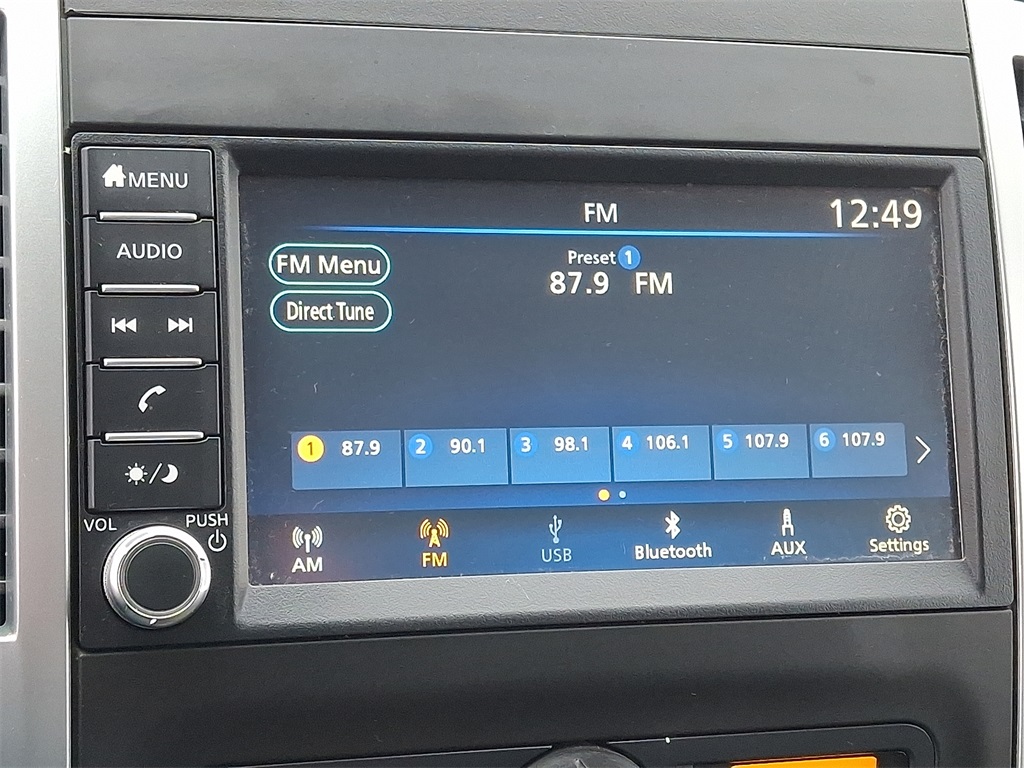 MENU
AUDIO
VOL
PUSH
FM
12:49
FM Menu
Direct Tune
Preset 1
87.9 FM
1 87.9 2 90.1 3 98.1 4 106.1 5 107.9 6 107.9
AM FM USB Bluetooth AUX Settings